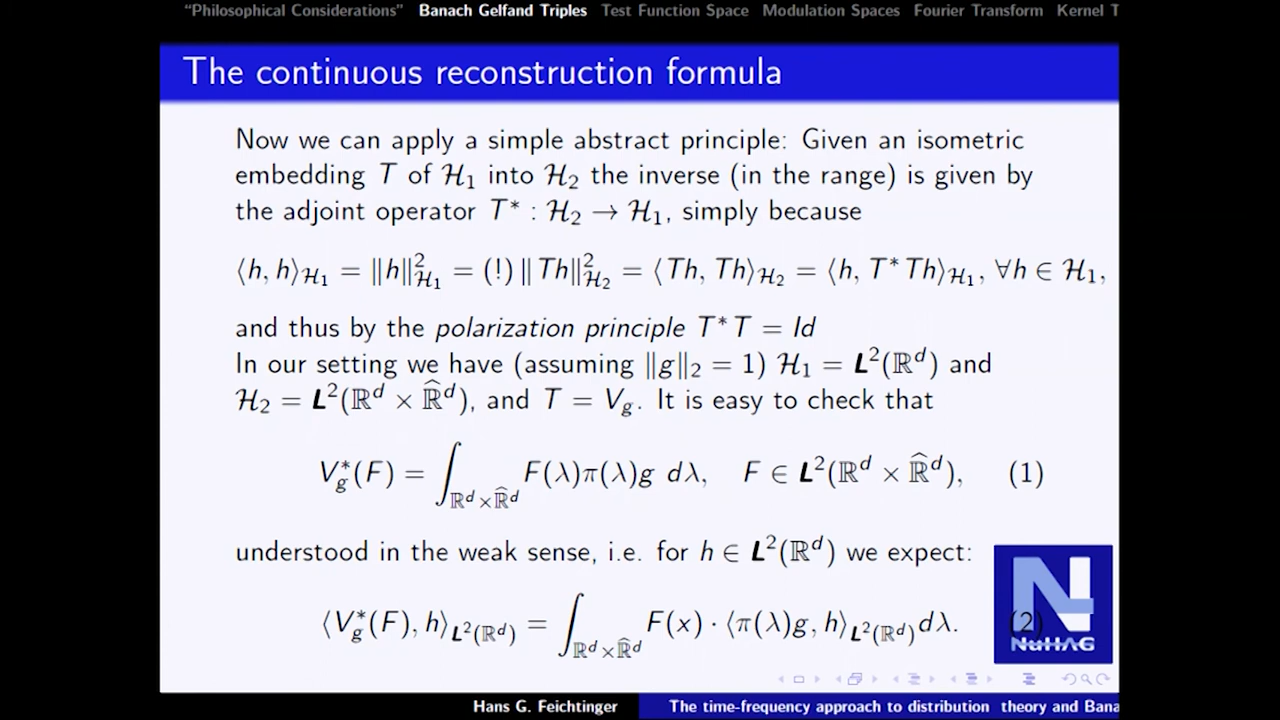 “Philosophical Considerations” Banach Gelfand Triples Test Function Space Modulation Spaces Fourier Transform Kernel T
The continuous reconstruction formula
Now we can apply a simple abstract principle: Given an isometric
embedding T of ℋ₁ into ℋ₂ the inverse (in the range) is given by
the adjoint operator T* : ℋ₂ → ℋ₁, simply because
⟨h, h⟩_ℋ₁ = ‖h‖²_ℋ₁ = (!) ‖Th‖²_ℋ₂ = ⟨Th, Th⟩_ℋ₂ = ⟨h, T*Th⟩_ℋ₁, ∀h ∈ ℋ₁,
and thus by the polarization principle T*T = Id
In our setting we have (assuming ‖g‖₂ = 1) ℋ₁ = L²(ℝᵈ) and
ℋ₂ = L²(ℝᵈ × ℝ̂ᵈ), and T = V_g. It is easy to check that
V_g*(F) = ∫_{ℝᵈ×ℝ̂ᵈ} F(λ)π(λ)g dλ, F ∈ L²(ℝᵈ × ℝ̂ᵈ), (1)
understood in the weak sense, i.e. for h ∈ L²(ℝᵈ) we expect:
⟨V_g*(F), h⟩_{L²(ℝᵈ)} = ∫_{ℝᵈ×ℝ̂ᵈ} F(x) · ⟨π(λ)g, h⟩_{L²(ℝᵈ)} dλ. (2)
N
NuHAG
Hans G. Feichtinger The time-frequency approach to distribution theory and Bana